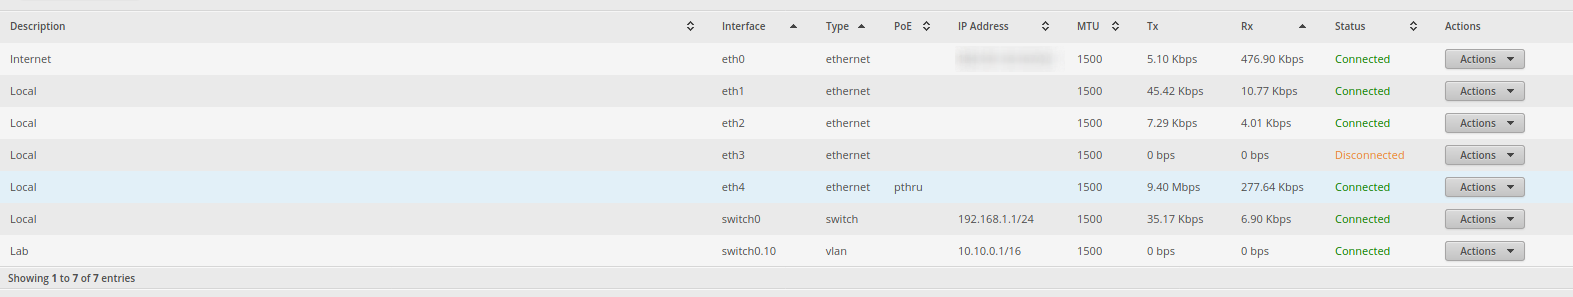 Description Interface Type PoE IP Address MTU Tx Rx Status Actions
Internet eth0 ethernet 1500 5.10 Kbps 476.90 Kbps Connected Actions
Local eth1 ethernet 1500 45.42 Kbps 10.77 Kbps Connected Actions
Local eth2 ethernet 1500 7.29 Kbps 4.01 Kbps Connected Actions
Local eth3 ethernet 1500 0 bps 0 bps Disconnected Actions
Local eth4 ethernet pthru 1500 9.40 Mbps 277.64 Kbps Connected Actions
Local switch0 switch 192.168.1.1/24 1500 35.17 Kbps 6.90 Kbps Connected Actions
Lab switch0.10 vlan 10.10.0.1/16 1500 0 bps 0 bps Connected Actions
Showing 1 to 7 of 7 entries